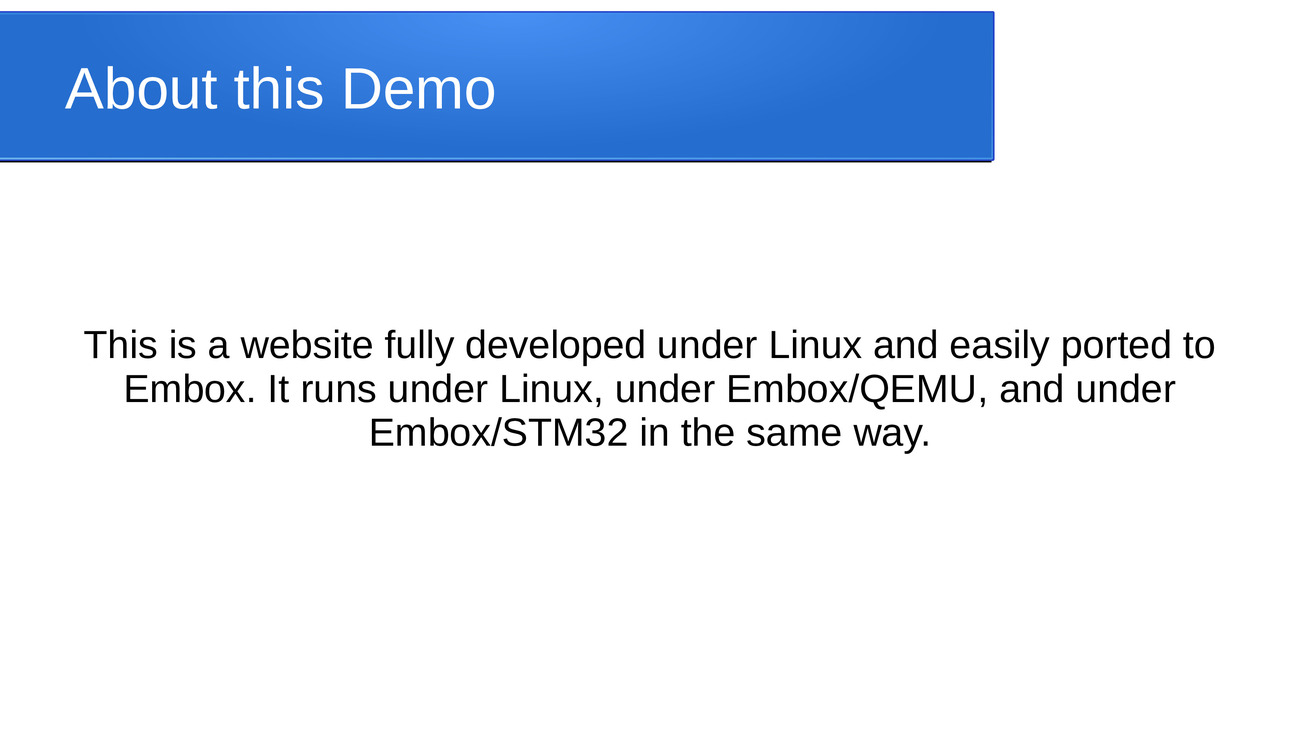 About this Demo
This is a website fully developed under Linux and easily ported to
Embox. It runs under Linux, under Embox/QEMU, and under
Embox/STM32 in the same way.